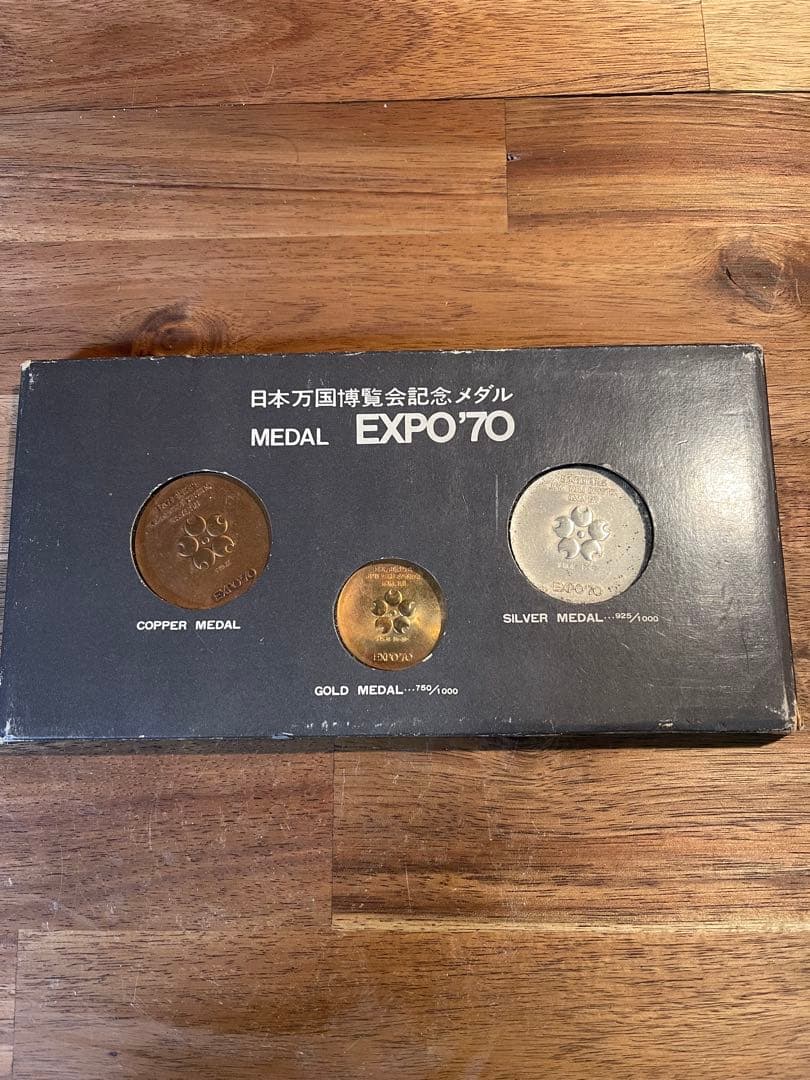 日本万国博覧会記念メダル
MEDAL EXPO'70
EXPO'70
COPPER MEDAL
EXPO'70
GOLD MEDAL…750/1000
EXPO'70
SILVER MEDAL…925/1000